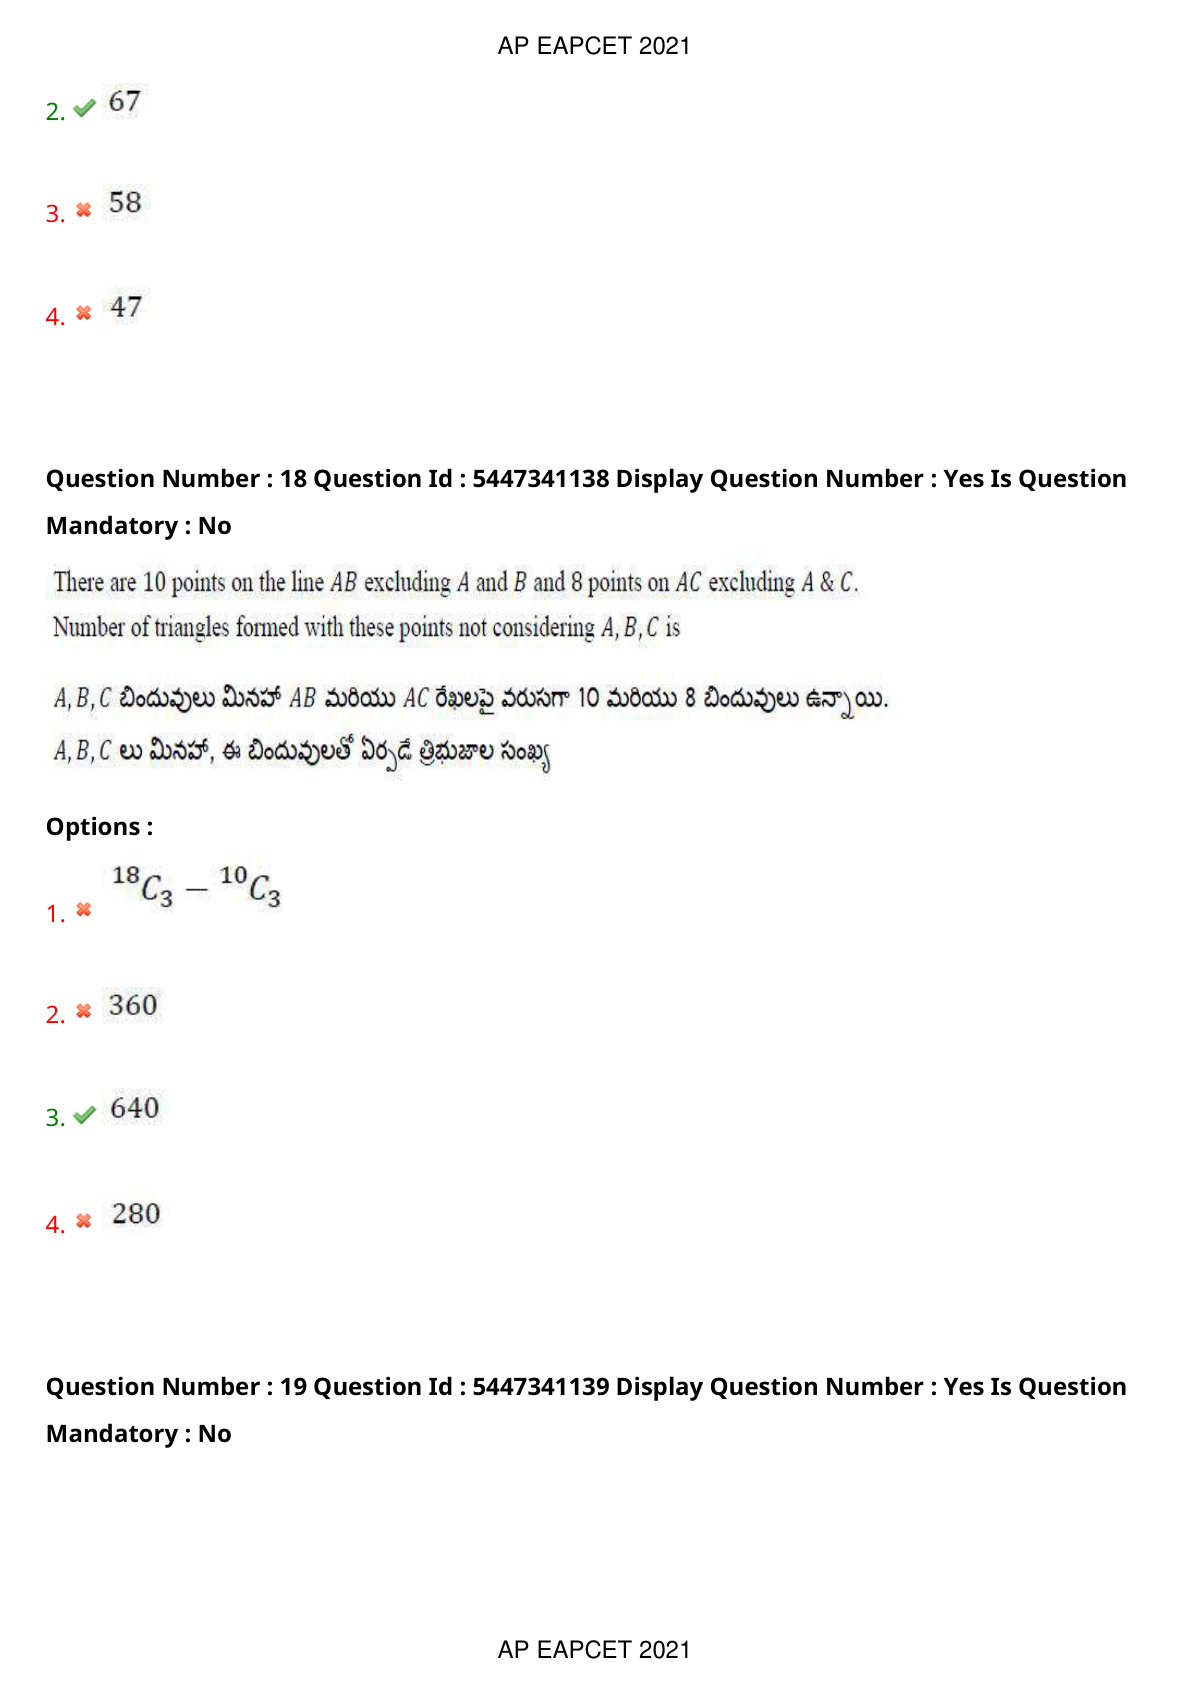 AP EAPCET 2021
2. 67
3. 58
4. 47
Question Number : 18 Question Id : 5447341138 Display Question Number : Yes Is Question
Mandatory : No
There are 10 points on the line AB excluding A and B and 8 points on AC excluding A & C.
Number of triangles formed with these points not considering A, B, C is
A, B, C బిందువులు మినహా AB మరియు AC రేఖలపై వరుసగా 10 మరియు 8 బిందువులు ఉన్నాయి.
A, B, C లు మినహా, ఈ బిందువులతో ఏర్పడే త్రిభుజాల సంఖ్య
Options :
1. ¹⁸C₃ − ¹⁰C₃
2. 360
3. 640
4. 280
Question Number : 19 Question Id : 5447341139 Display Question Number : Yes Is Question
Mandatory : No
AP EAPCET 2021